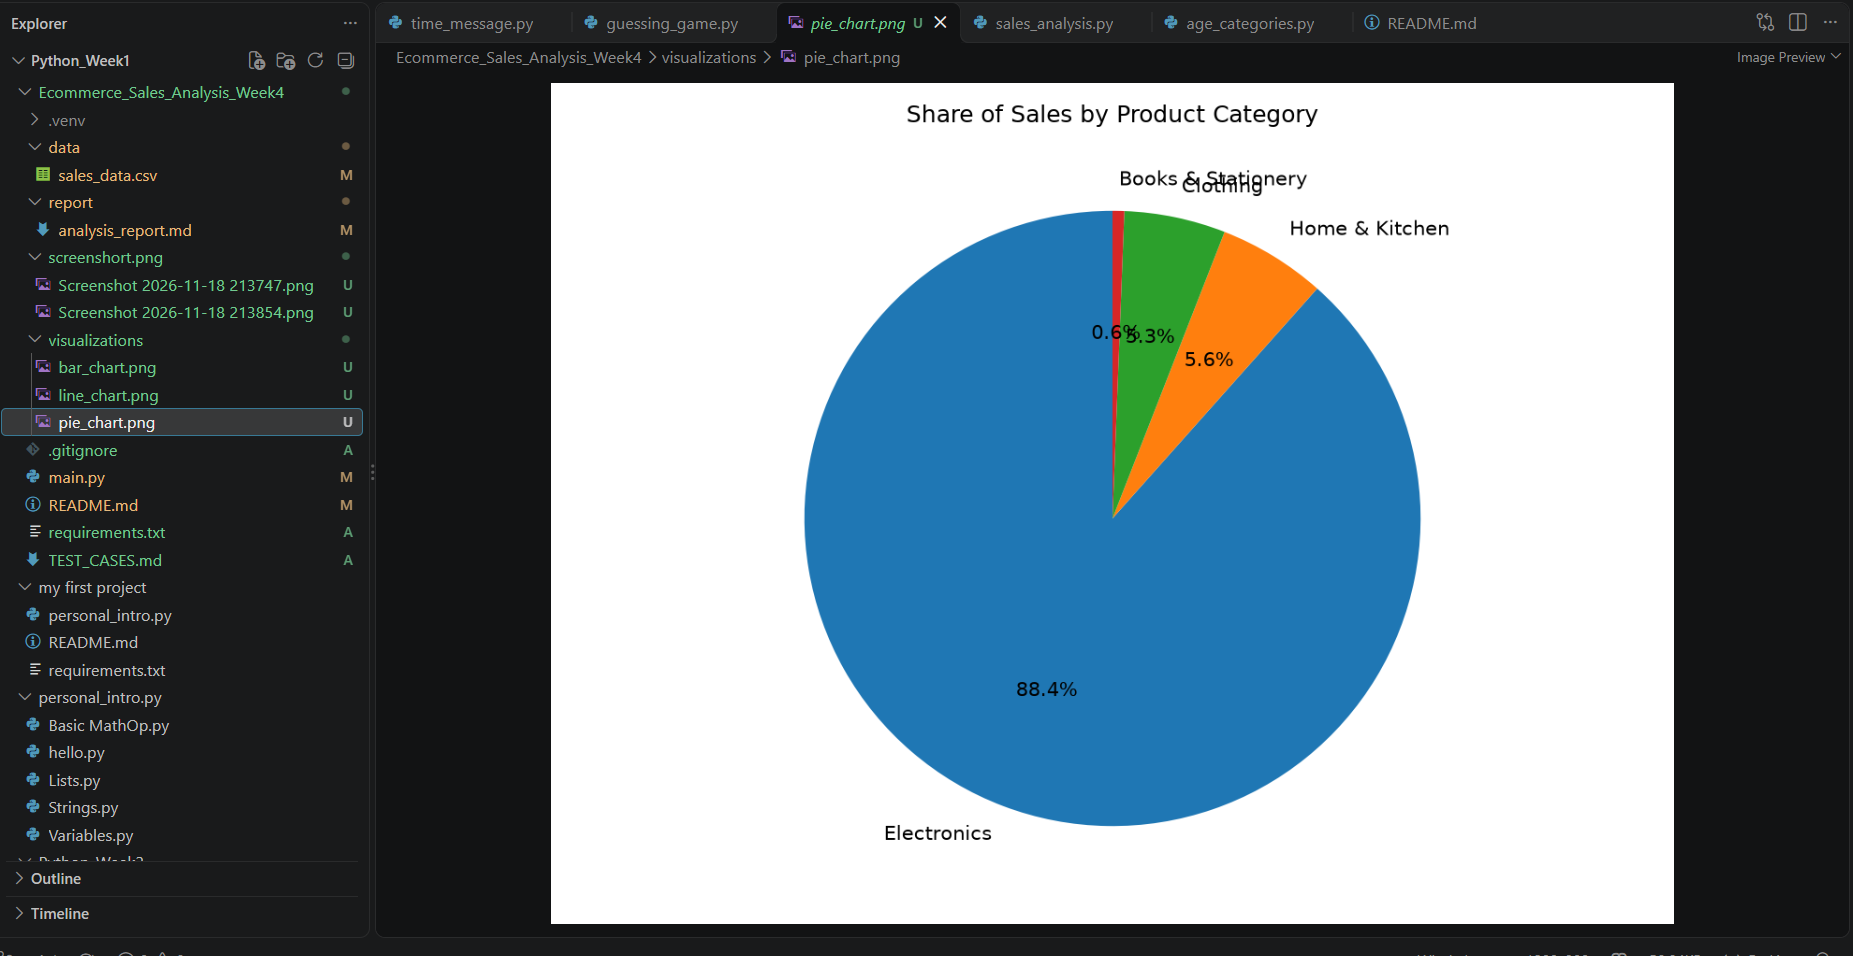 Explorer
Python_Week1
Ecommerce_Sales_Analysis_Week4
.venv
data
sales_data.csv M
report
analysis_report.md M
screenshort.png
Screenshot 2026-11-18 213747.png U
Screenshot 2026-11-18 213854.png U
visualizations
bar_chart.png U
line_chart.png U
pie_chart.png U
.gitignore A
main.py M
README.md M
requirements.txt A
TEST_CASES.md A
my first project
personal_intro.py
README.md
requirements.txt
personal_intro.py
Basic MathOp.py
hello.py
Lists.py
Strings.py
Variables.py
Outline
Timeline
time_message.py guessing_game.py pie_chart.png U sales_analysis.py age_categories.py README.md
Ecommerce_Sales_Analysis_Week4 > visualizations > pie_chart.png
Image Preview
Share of Sales by Product Category
Books & Stationery
Clothing
Home & Kitchen
0.6%
5.3%
5.6%
88.4%
Electronics